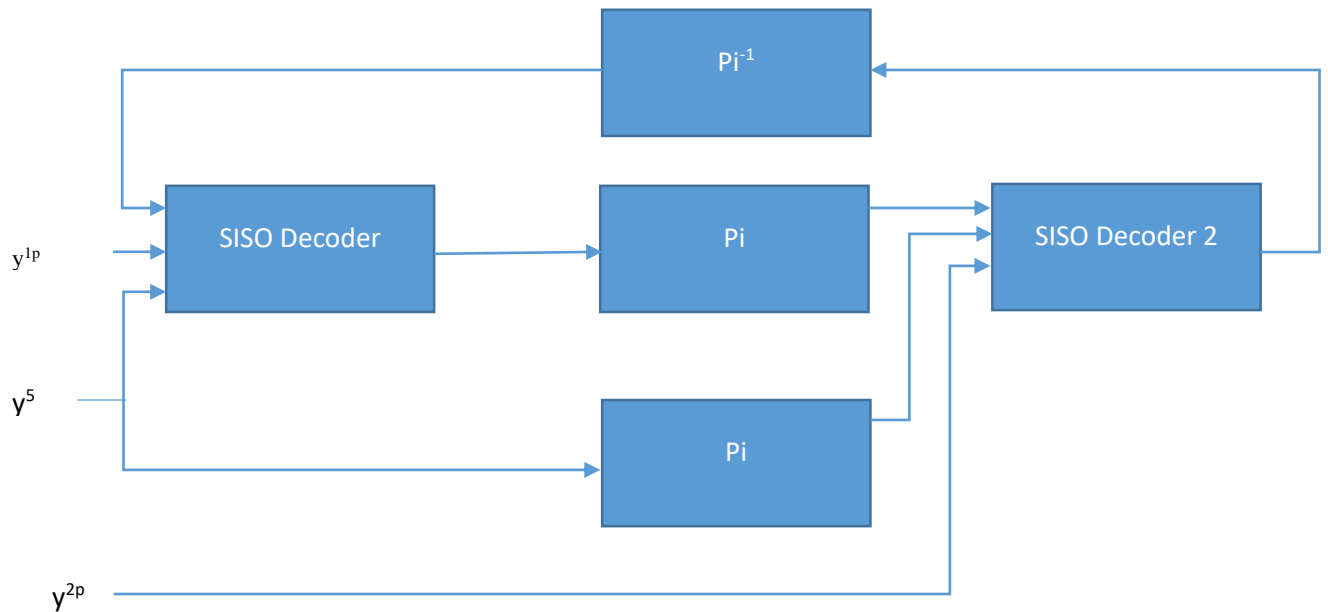 Pi⁻¹
SISO Decoder
Pi
SISO Decoder 2
y¹ᵖ
y⁵
Pi
y²ᵖ